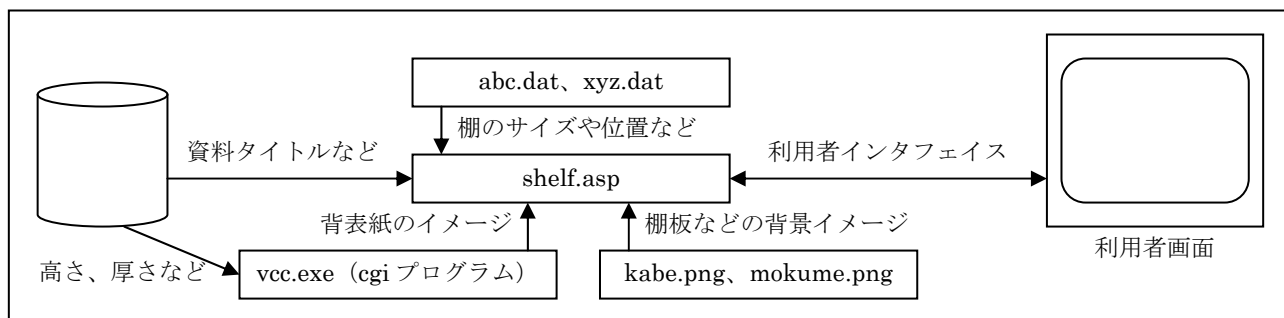 abc.dat、xyz.dat
棚のサイズや位置など
資料タイトルなど
利用者インタフェイス
shelf.asp
背表紙のイメージ
棚板などの背景イメージ
利用者画面
高さ、厚さなど
vcc.exe（cgi プログラム）
kabe.png、mokume.png